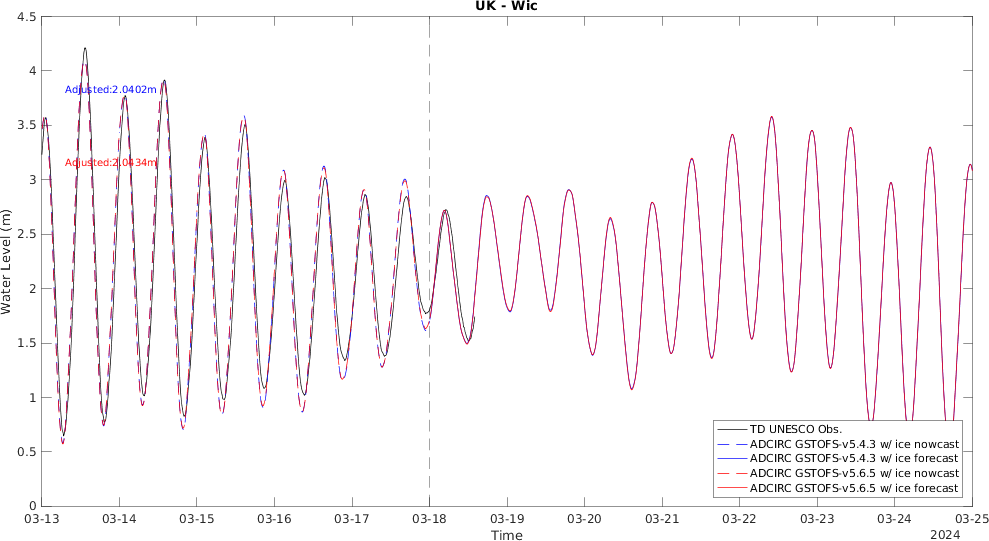 UK - Wic
4.5
4
3.5
3
2.5
2
1.5
1
0.5
0
Water Level (m)
Adjusted:2.0402m
Adjusted:2.0434m
TD UNESCO Obs.
ADCIRC GSTOFS-v5.4.3 w/ ice nowcast
ADCIRC GSTOFS-v5.4.3 w/ ice forecast
ADCIRC GSTOFS-v5.6.5 w/ ice nowcast
ADCIRC GSTOFS-v5.6.5 w/ ice forecast
03-13 03-14 03-15 03-16 03-17 03-18 03-19 03-20 03-21 03-22 03-23 03-24 03-25
Time
2024